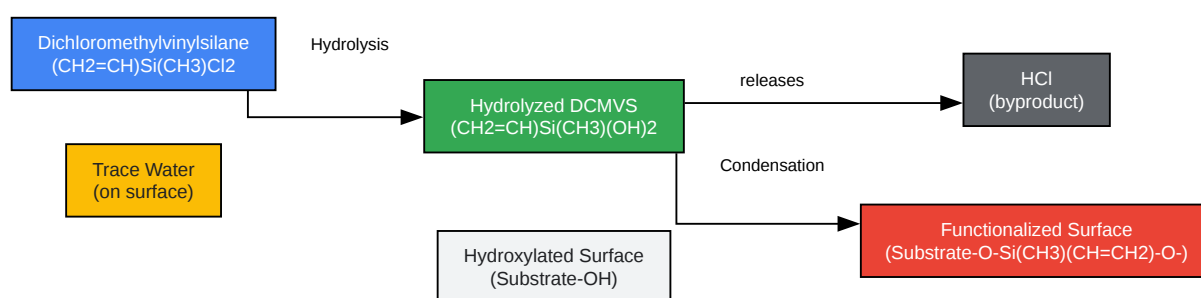 Dichloromethylvinylsilane
(CH2=CH)Si(CH3)Cl2
Hydrolysis
Hydrolyzed DCMVS
(CH2=CH)Si(CH3)(OH)2
releases
HCl
(byproduct)
Trace Water
(on surface)
Condensation
Hydroxylated Surface
(Substrate-OH)
Functionalized Surface
(Substrate-O-Si(CH3)(CH=CH2)-O-)